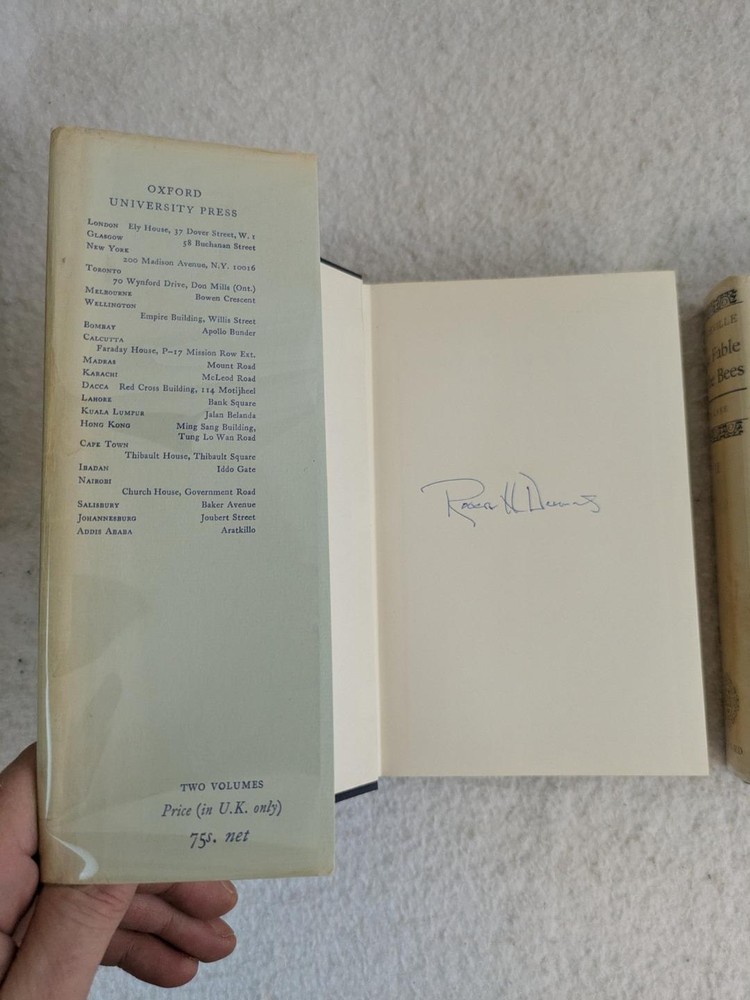 OXFORD
UNIVERSITY PRESS
LONDON Ely House, 37 Dover Street, W. 1
GLASGOW 58 Buchanan Street
NEW YORK
200 Madison Avenue, N.Y. 10016
TORONTO
70 Wynford Drive, Don Mills (Ont.)
MELBOURNE Bowen Crescent
WELLINGTON
Empire Building, Willis Street
BOMBAY Apollo Bunder
CALCUTTA
Faraday House, P–17 Mission Row Ext.
MADRAS Mount Road
KARACHI McLeod Road
DACCA Red Cross Building, 114 Motijheel
LAHORE Bank Square
KUALA LUMPUR Jalan Belanda
HONG KONG Ming Sang Building,
Tung Lo Wan Road
CAPE TOWN
Thibault House, Thibault Square
IBADAN Iddo Gate
NAIROBI
Church House, Government Road
SALISBURY Baker Avenue
JOHANNESBURG Joubert Street
ADDIS ABABA Aratkillo
TWO VOLUMES
Price (in U.K. only)
75s. net
Robert H
Fable
Bees